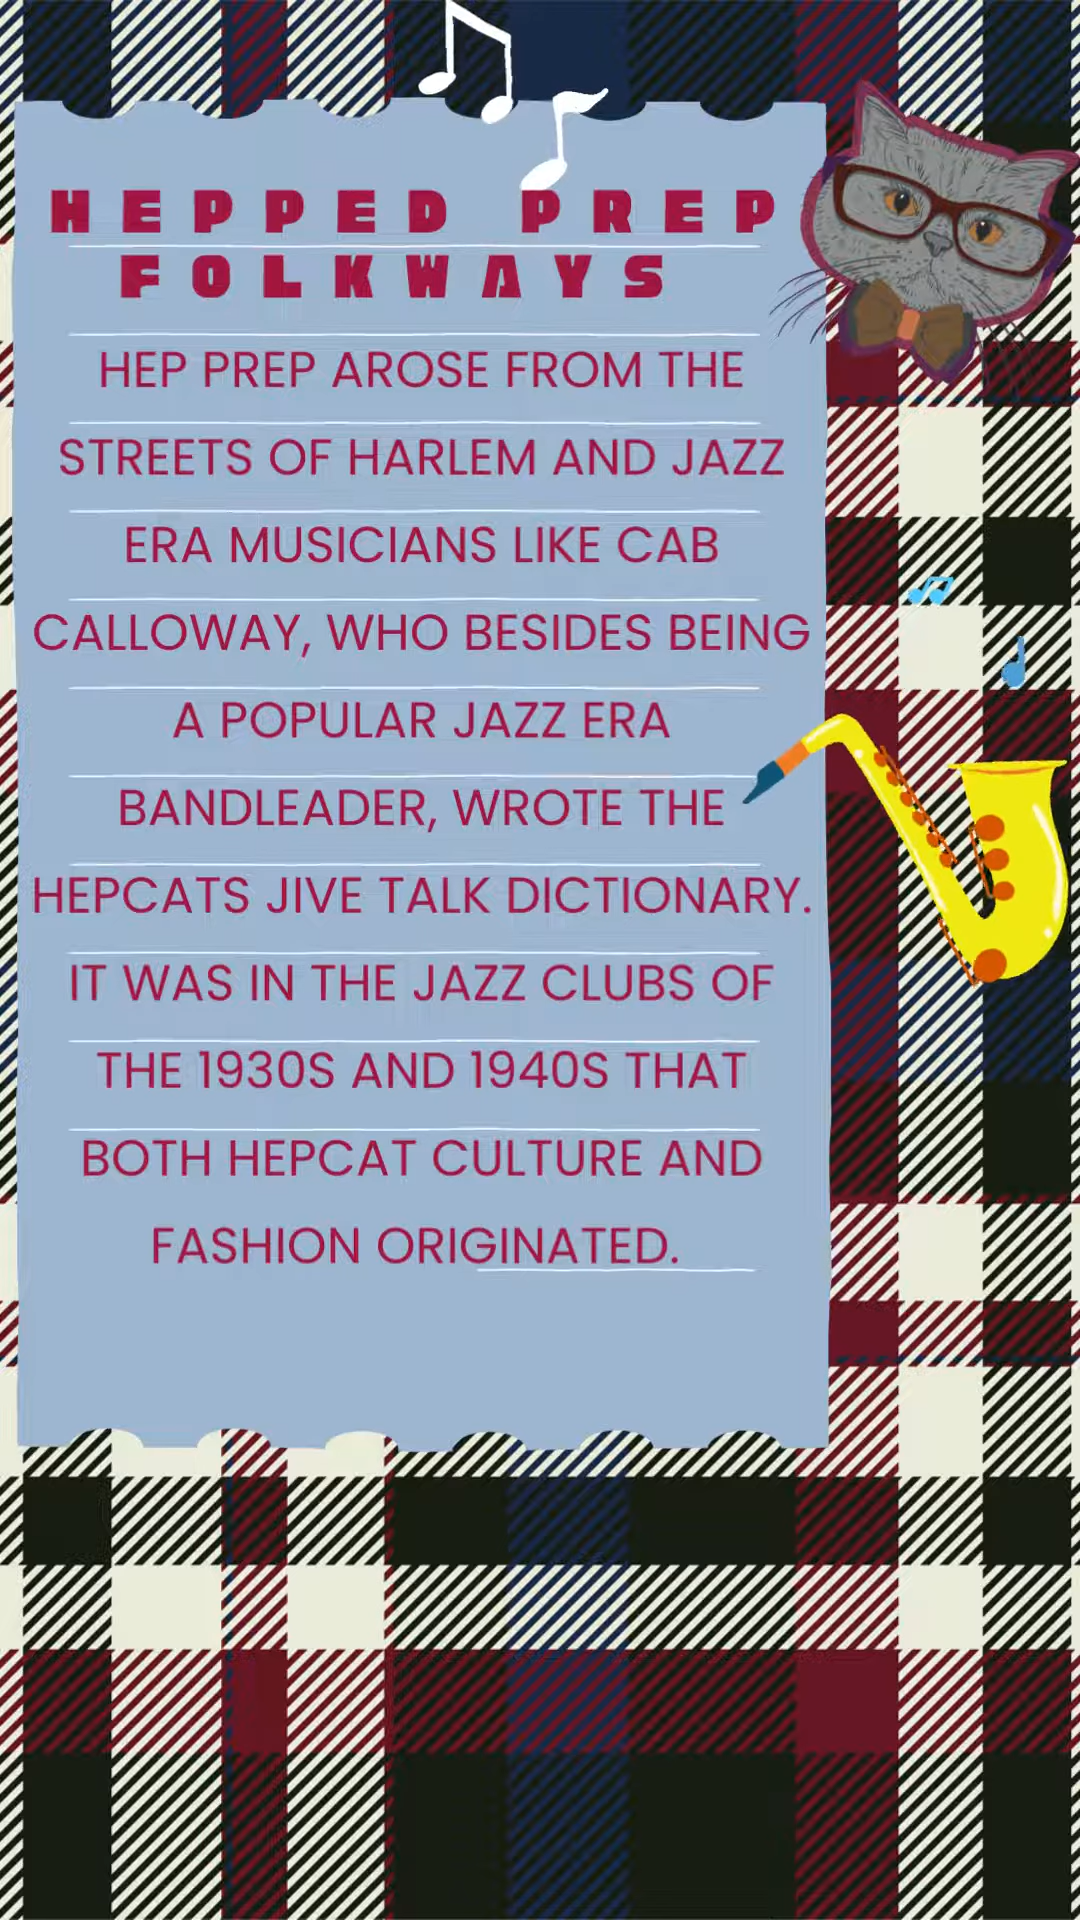 HEPPED PREP
FOLKWAYS
HEP PREP AROSE FROM THE
STREETS OF HARLEM AND JAZZ
ERA MUSICIANS LIKE CAB
CALLOWAY, WHO BESIDES BEING
A POPULAR JAZZ ERA
BANDLEADER, WROTE THE
HEPCATS JIVE TALK DICTIONARY.
IT WAS IN THE JAZZ CLUBS OF
THE 1930S AND 1940S THAT
BOTH HEPCAT CULTURE AND
FASHION ORIGINATED.